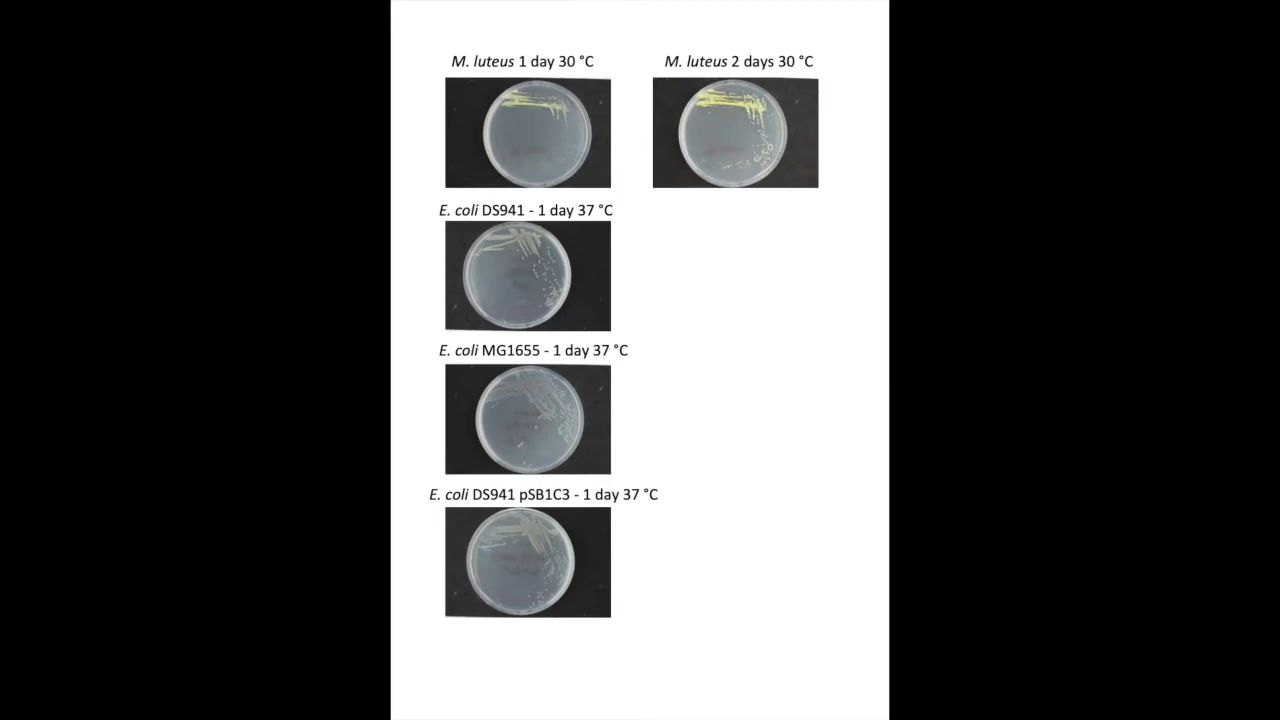 M. luteus 1 day 30 °C
M. luteus 2 days 30 °C
E. coli DS941 - 1 day 37 °C
E. coli MG1655 - 1 day 37 °C
E. coli DS941 pSB1C3 - 1 day 37 °C